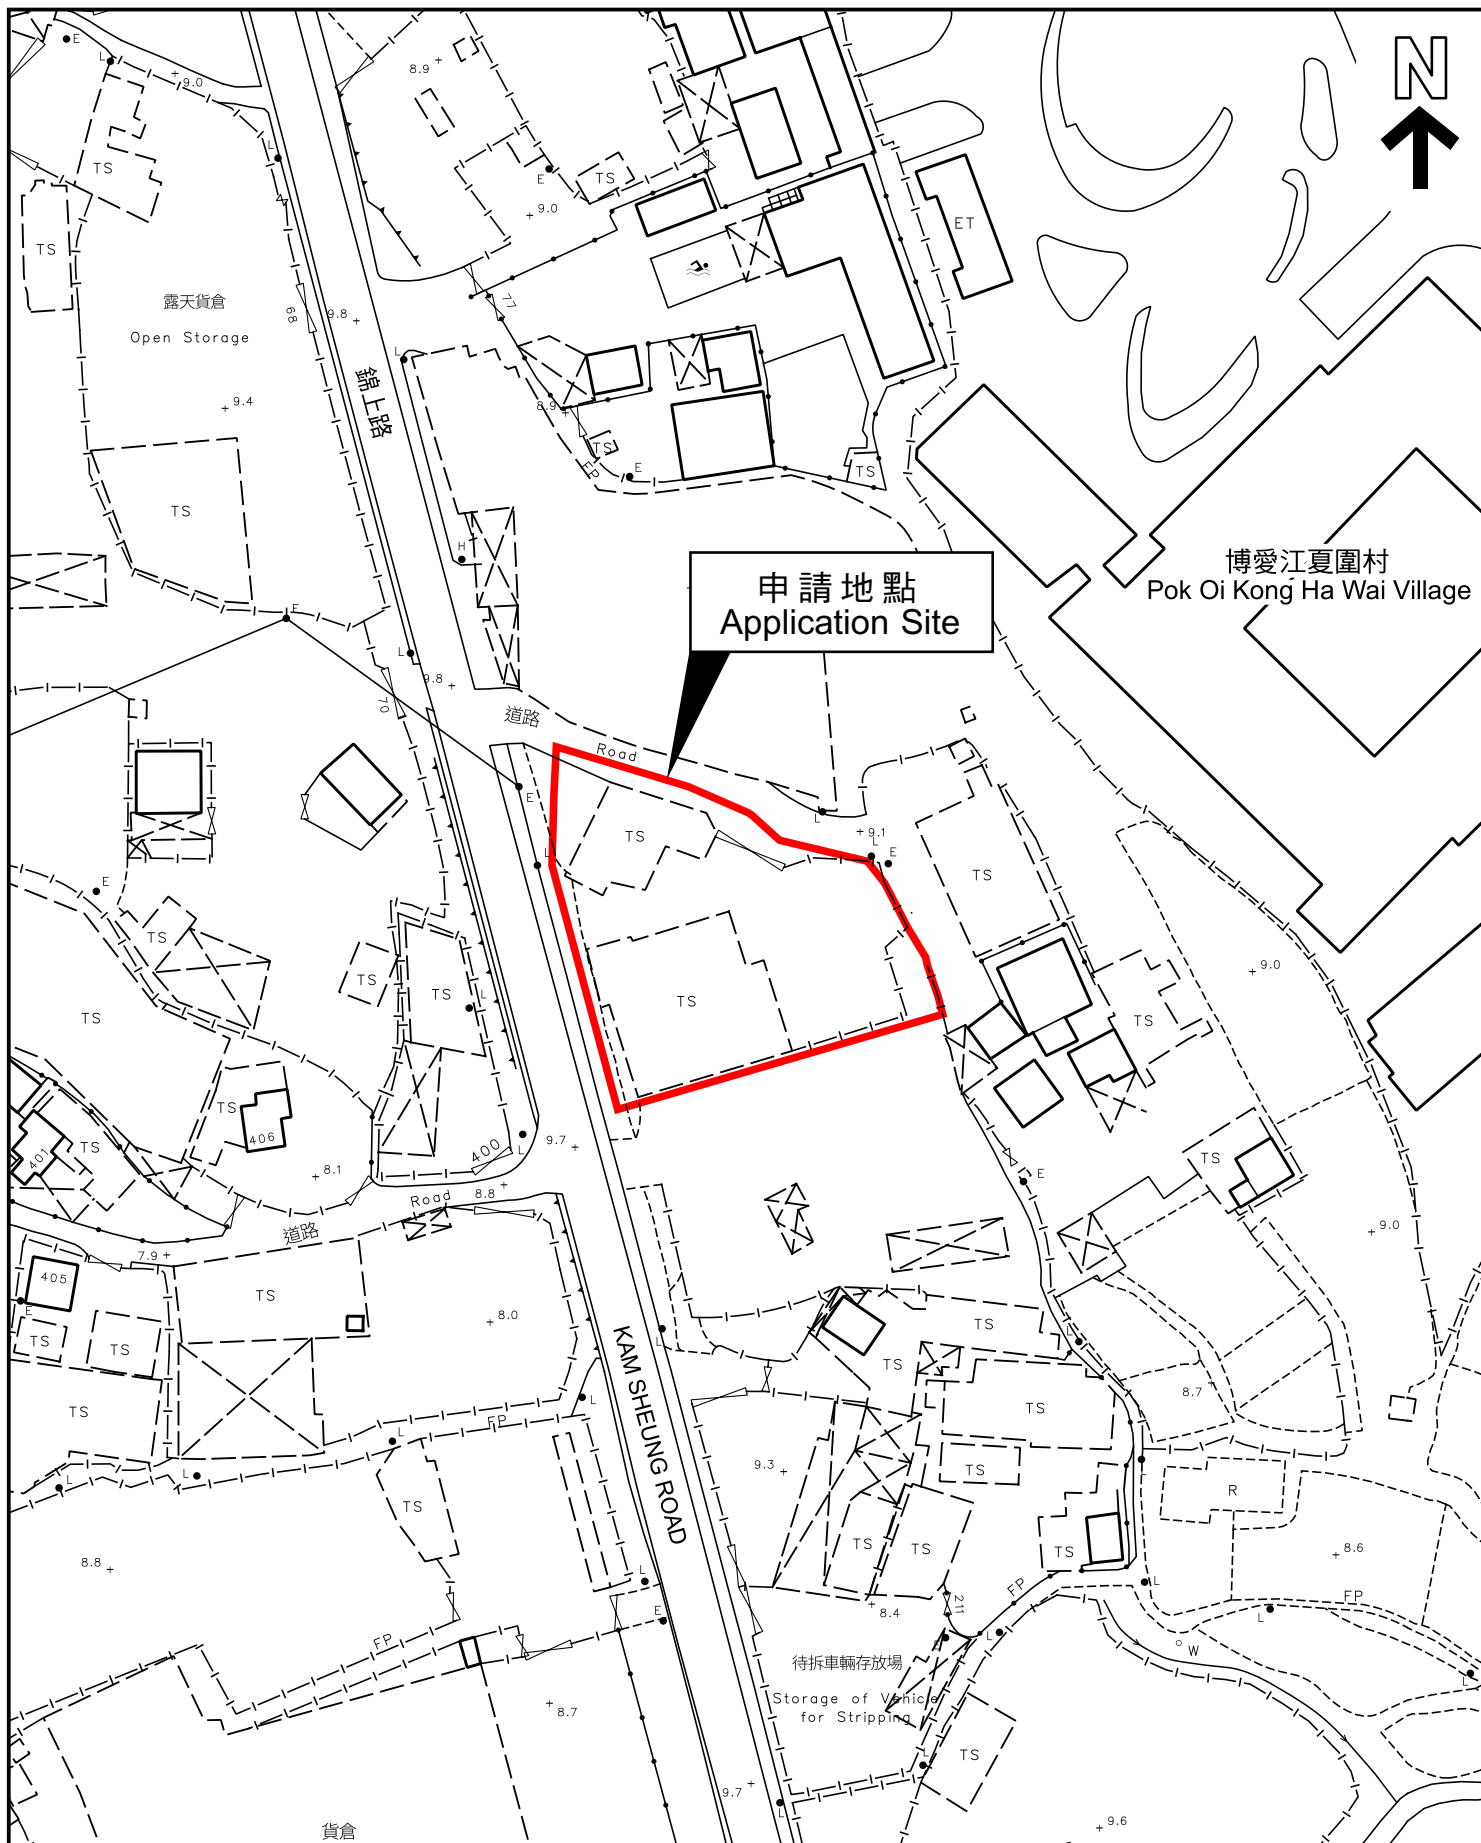 E
L
9.0
8.9
N
TS
L
E
TS
9.0
TS
ET
77
露天貨倉
Open Storage
68
9.8
L
錦上路
9.4
8.9
TS
FP
E
TS
TS
H
博愛江夏圍村
Pok Oi Kong Ha Wai Village
申請地點
Application Site
E
L
9.8
70
道路
Road
E
TS
L
9.1
L
E
L
TS
E
TS
TS
TS
TS
L
TS
9.0
TS
TS
406
TS
401
8.1
400
L
9.7
Road
8.8
道路
7.9
TS
E
9.0
405
E
TS
TS
TS
8.0
KAM SHEUNG ROAD
L
TS
TS
L
8.7
TS
TS
L
FP
L
L
L
TS
9.3
TS
L
R
TS
TS
TS
8.8
8.6
FP
L
L
FP
8.4
211
E
L
L
FP
E
W
L
待拆車輛存放場
Storage of Vehicle
for Stripping
8.7
TS
L
9.7
L
9.6
貨倉